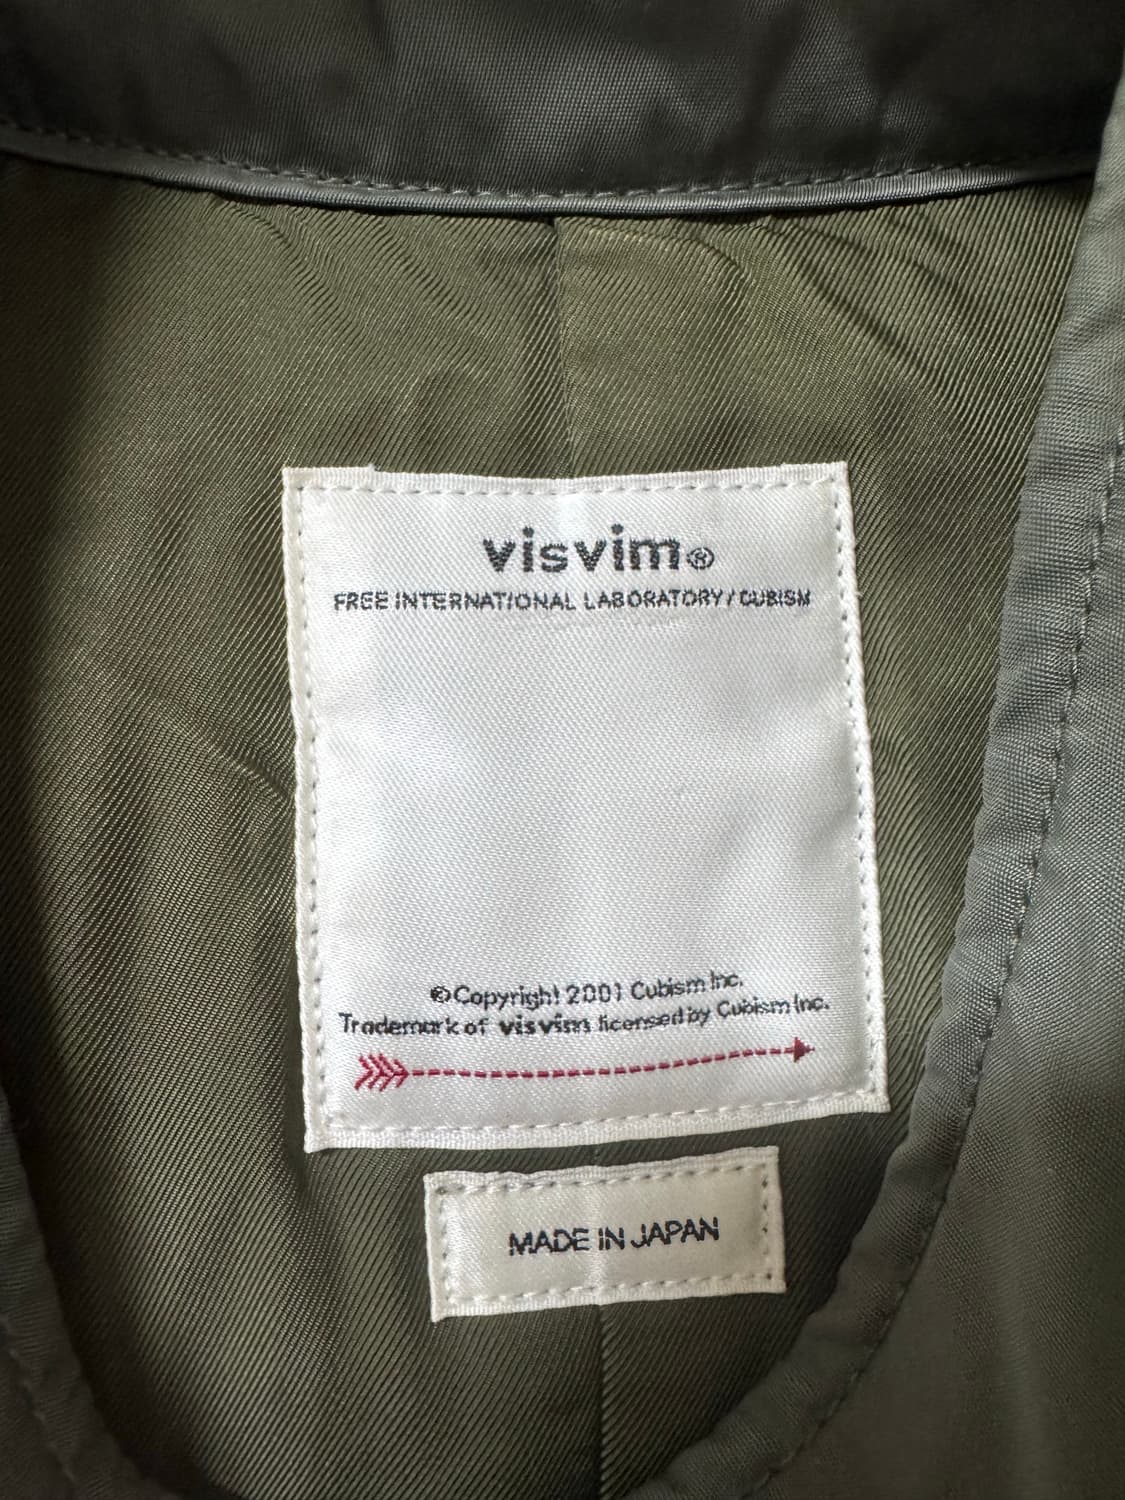 visvim®
FREE INTERNATIONAL LABORATORY / CUBISM
© Copyright 2001 Cubism Inc.
Trademark of visvim licensed by Cubism Inc.
MADE IN JAPAN